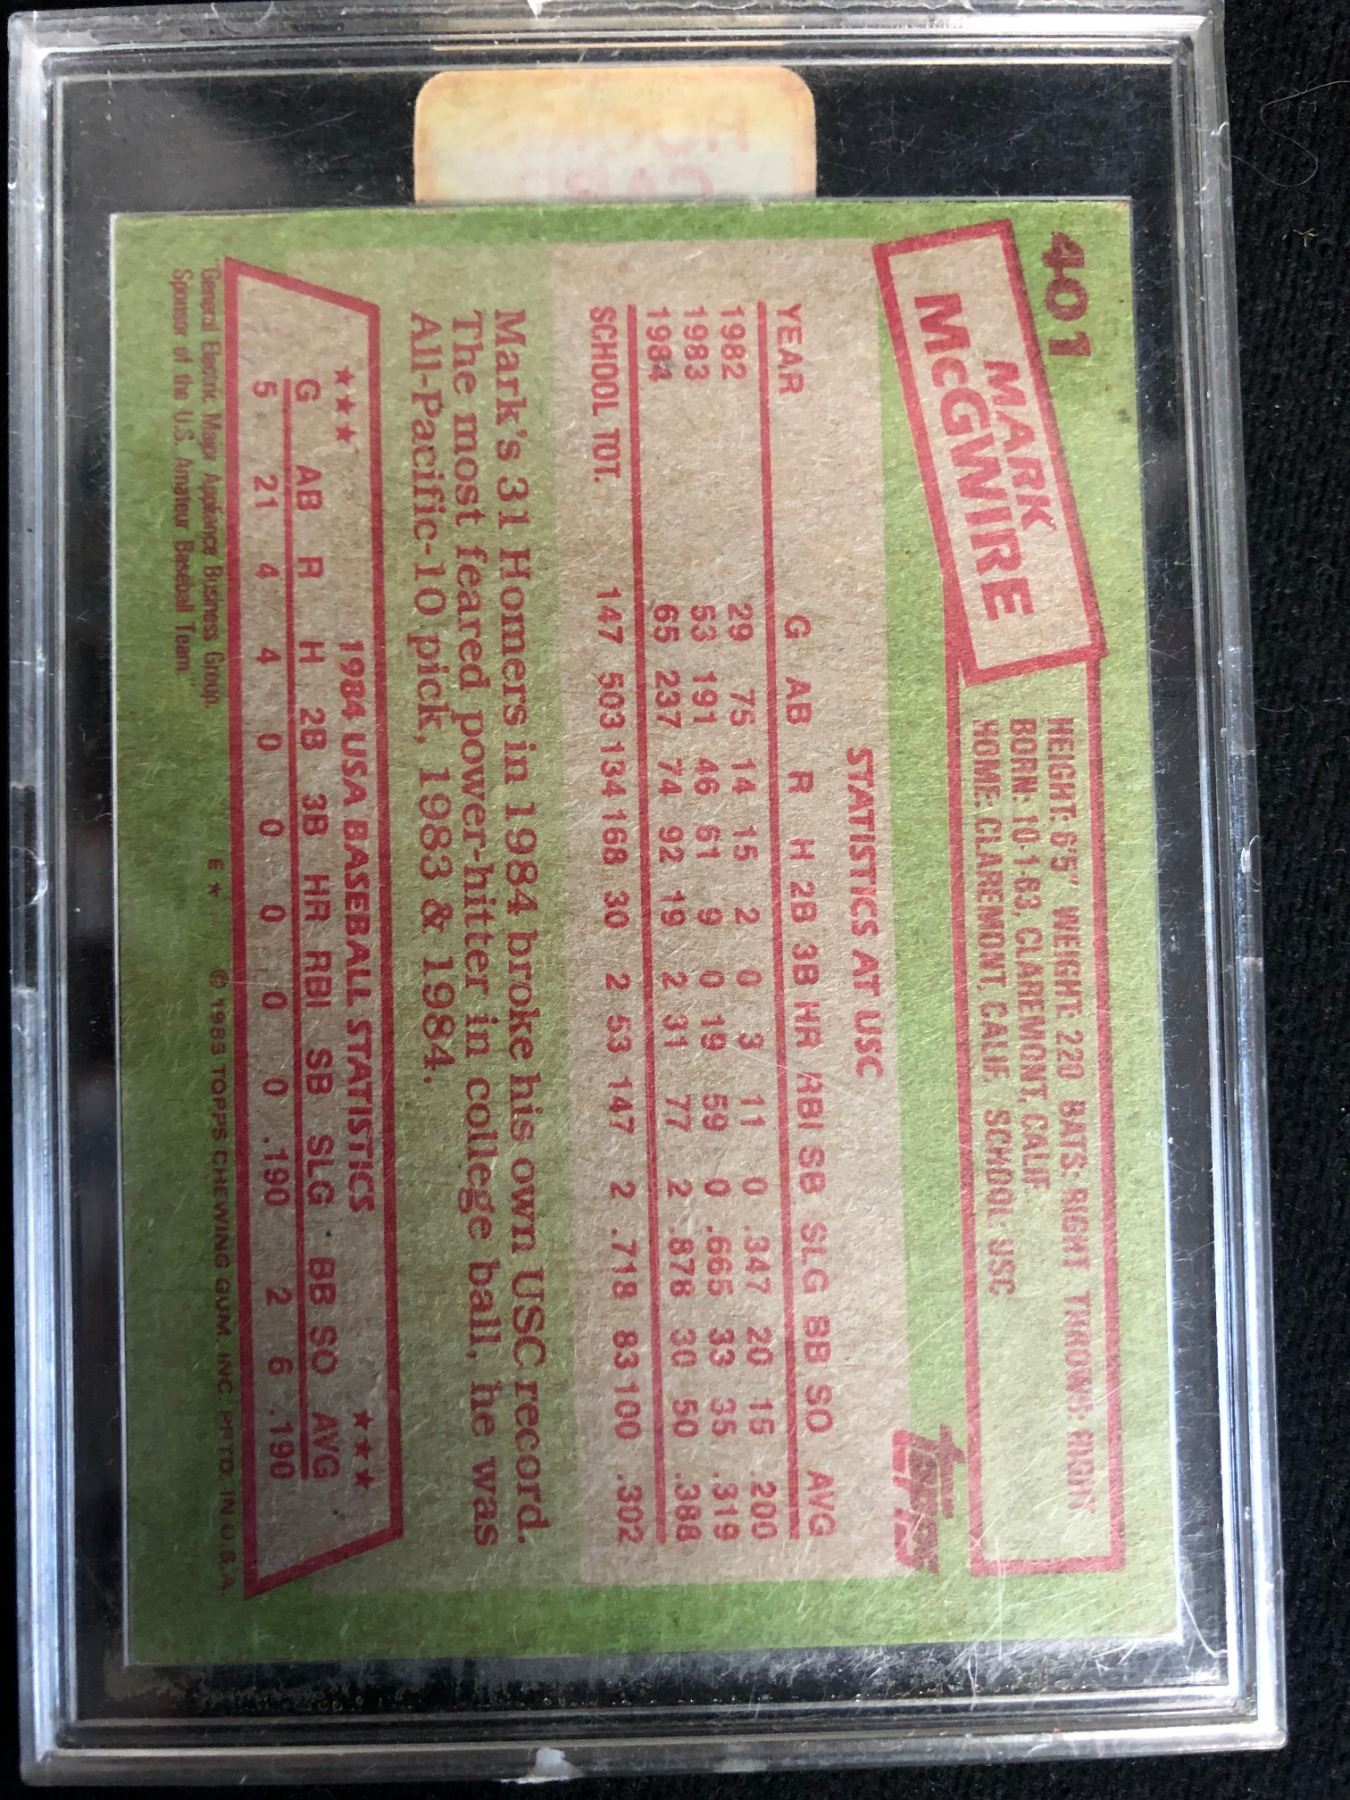 401
MARK
McGWIRE
HEIGHT: 6'5" WEIGHT: 220 BATS: RIGHT THROWS: RIGHT
BORN: 10-1-63, CLAREMONT, CALIF.
HOME: CLAREMONT, CALIF. SCHOOL: USC
TOPPS
STATISTICS AT USC
YEAR G AB R H 2B 3B HR RBI SB SLG BB SO AVG
1982 29 75 14 15 2 0 3 11 0 .347 20 15 .200
1983 53 191 46 61 9 0 19 59 0 .665 33 35 .319
1984 65 237 74 92 19 2 31 77 2 .878 30 50 .388
SCHOOL TOT. 147 503 134 168 30 2 53 147 2 .718 83 100 .302
Mark's 31 Homers in 1984 broke his own USC record.
The most feared power-hitter in college ball, he was
All-Pacific-10 pick, 1983 & 1984.
★★★ 1984 USA BASEBALL STATISTICS ★★★
G AB R H 2B 3B HR RBI SB SLG BB SO AVG
5 21 4 4 0 0 0 0 0 .190 2 6 .190
"General Electric Major Appliance Business Group,
Sponsor of the U.S. Amateur Baseball Team."
E ★ © 1985 TOPPS CHEWING GUM, INC. PRTD. IN U.S.A.